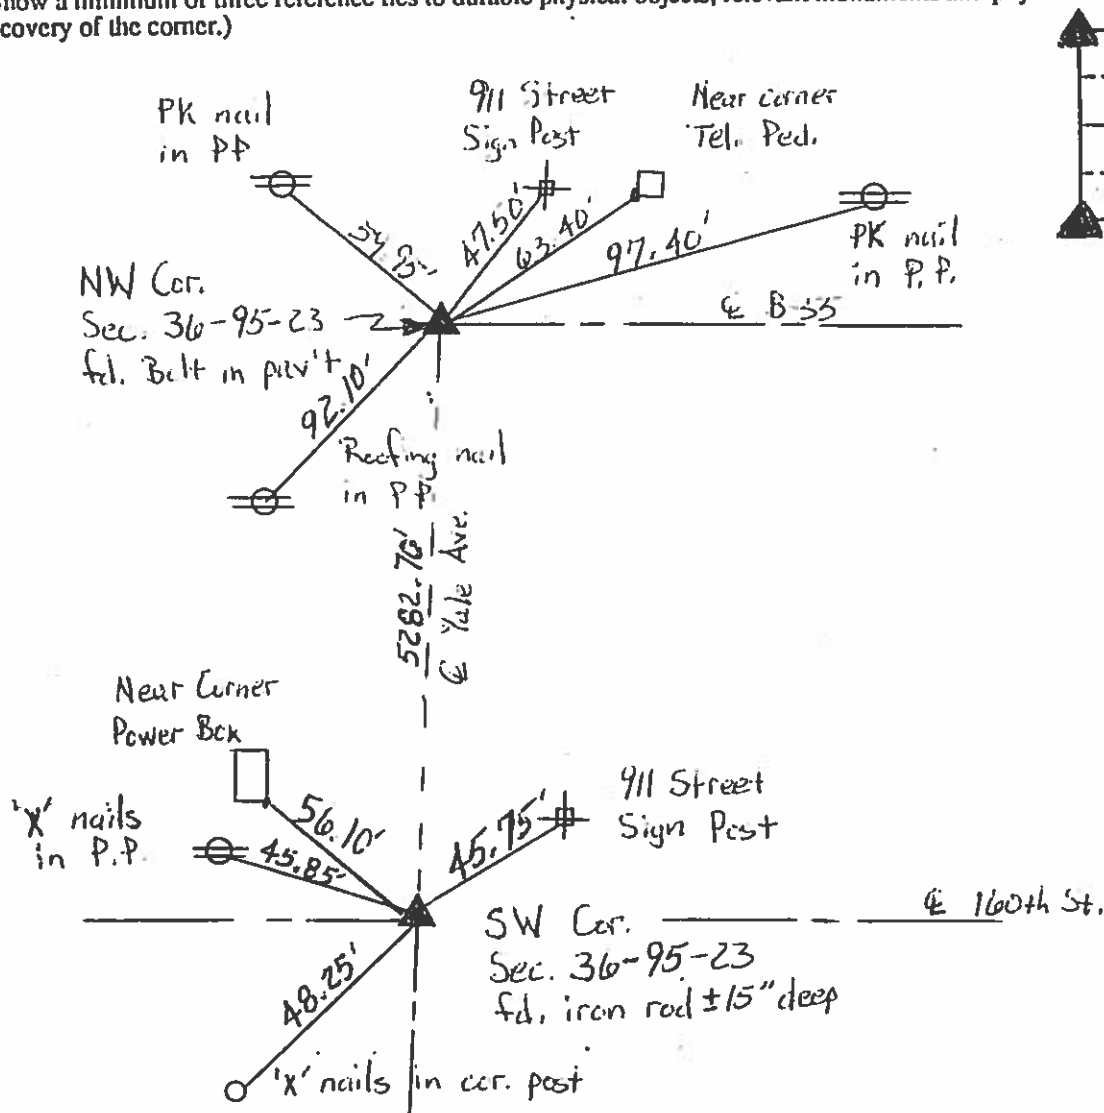 covery of the corner.)
PK nail
in PP
911 Street
Sign Post
Near corner
Tel. Ped.
47.50'
63.40'
97.40'
PK nail
in P.P.
NW Cor.
Sec. 36-95-23
fd. Bolt in pav't
℄ B-55
92.10'
Roofing nail
in P.P.
5282.76'
℄ Yale Ave.
Near Corner
Power Box
'X' nails
in P.P.
56.10'
45.85'
45.75'
911 Street
Sign Post
℄ 160th St.
SW Cor.
Sec. 36-95-23
fd. iron rod ±15" deep
48.25'
'X' nails in cor. post